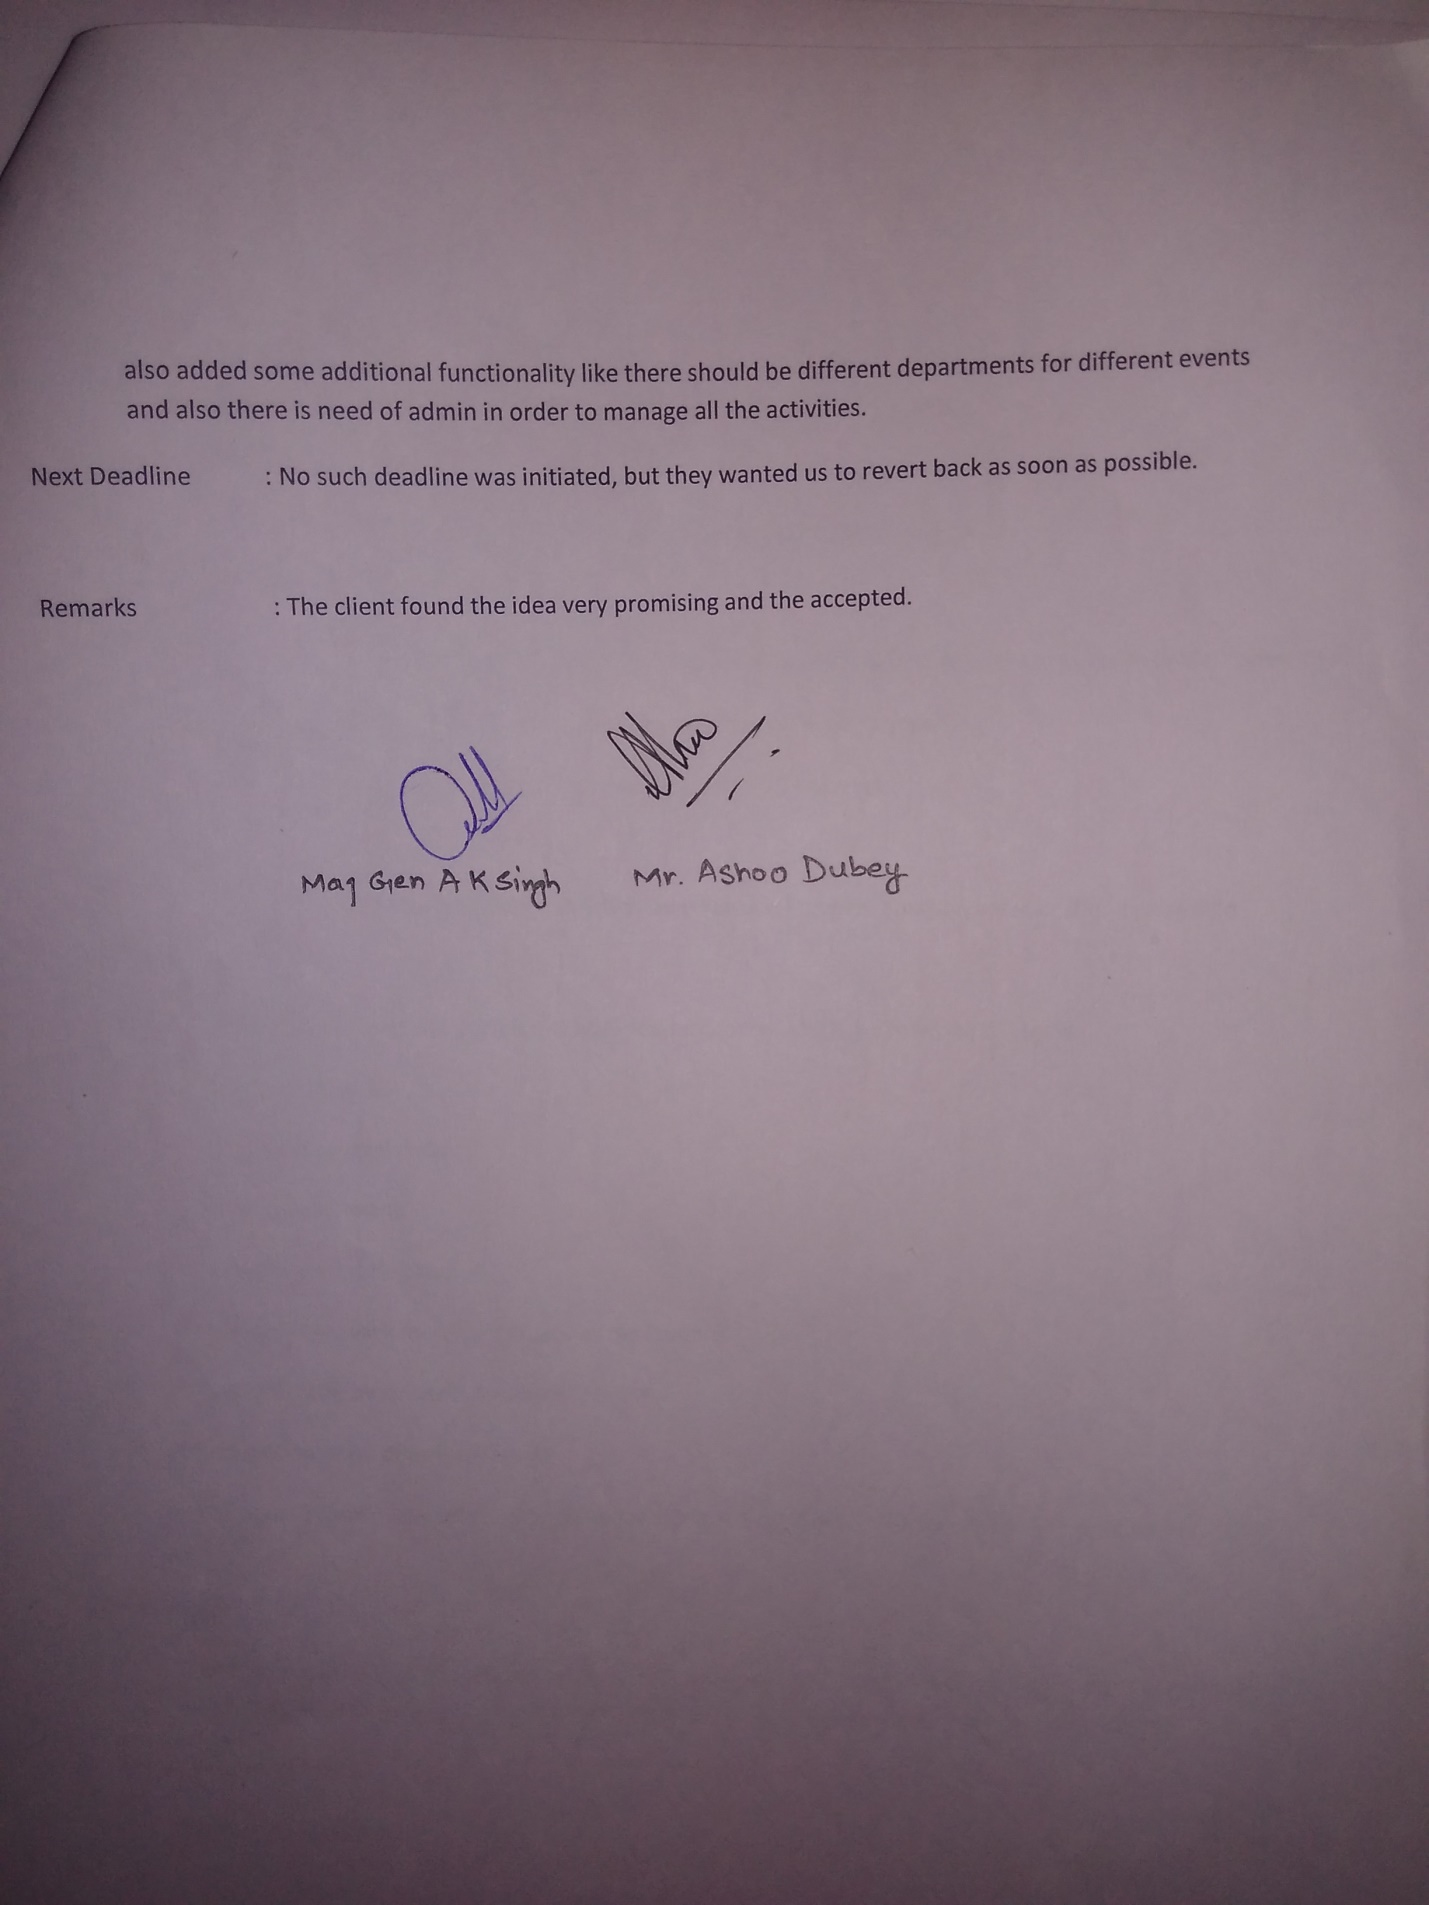 also added some additional functionality like there should be different departments for different events
and also there is need of admin in order to manage all the activities.
Next Deadline : No such deadline was initiated, but they wanted us to revert back as soon as possible.
Remarks : The client found the idea very promising and the accepted.
Maj Gen A K Singh Mr. Ashoo Dubey